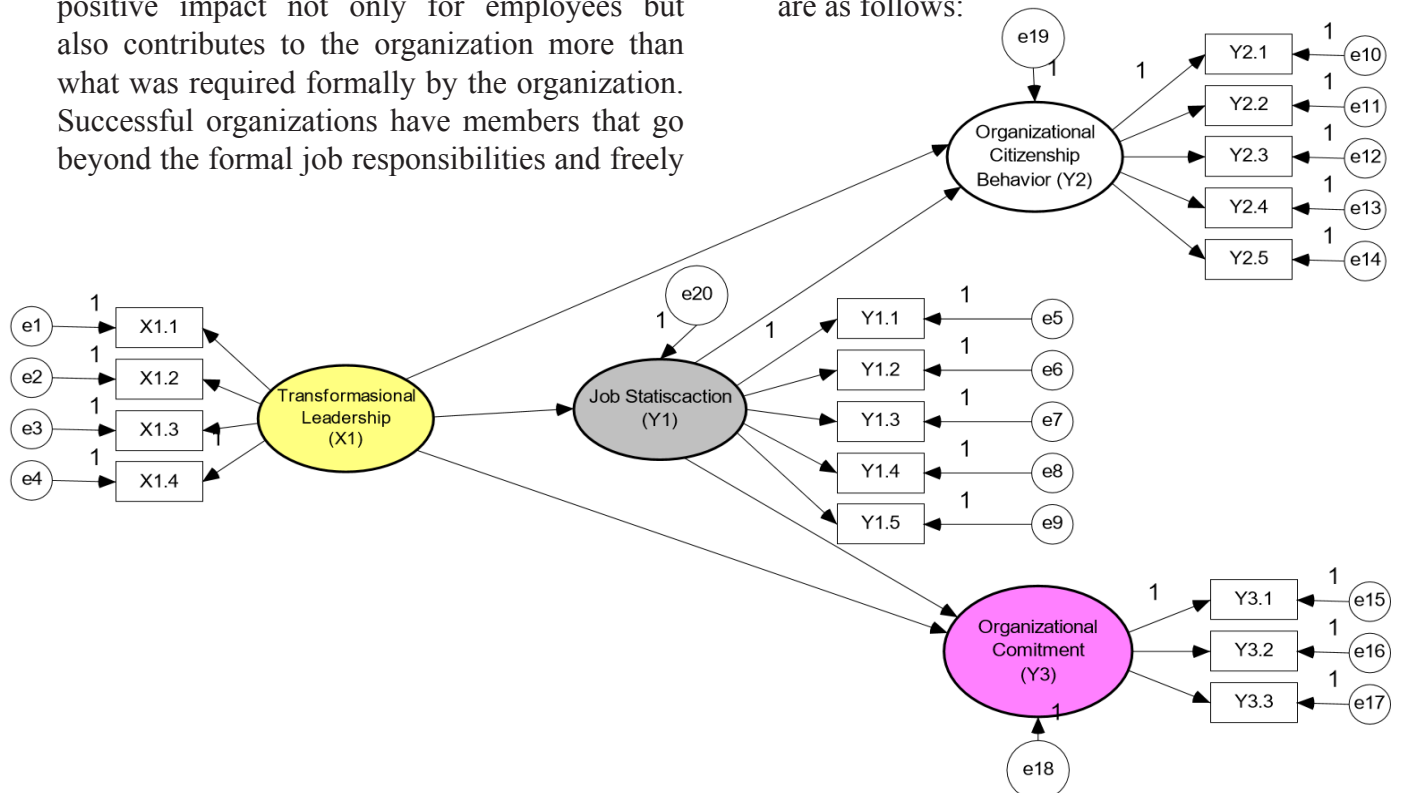 positive impact not only for employees but
also contributes to the organization more than
what was required formally by the organization.
Successful organizations have members that go
beyond the formal job responsibilities and freely
are as follows:
e19
1
1
Organizational
Citizenship
Behavior (Y2)
Y2.1
1
e10
Y2.2
1
e11
Y2.3
1
e12
Y2.4
1
e13
Y2.5
1
e14
e1
1
X1.1
e2
1
X1.2
e3
1
X1.3
e4
1
X1.4
1
Transformasional
Leadership
(X1)
e20
1
1
Job Statiscaction
(Y1)
Y1.1
1
e5
Y1.2
1
e6
Y1.3
1
e7
Y1.4
1
e8
Y1.5
1
e9
Organizational
Comitment
(Y3)
1
Y3.1
1
e15
Y3.2
1
e16
Y3.3
1
e17
1
e18